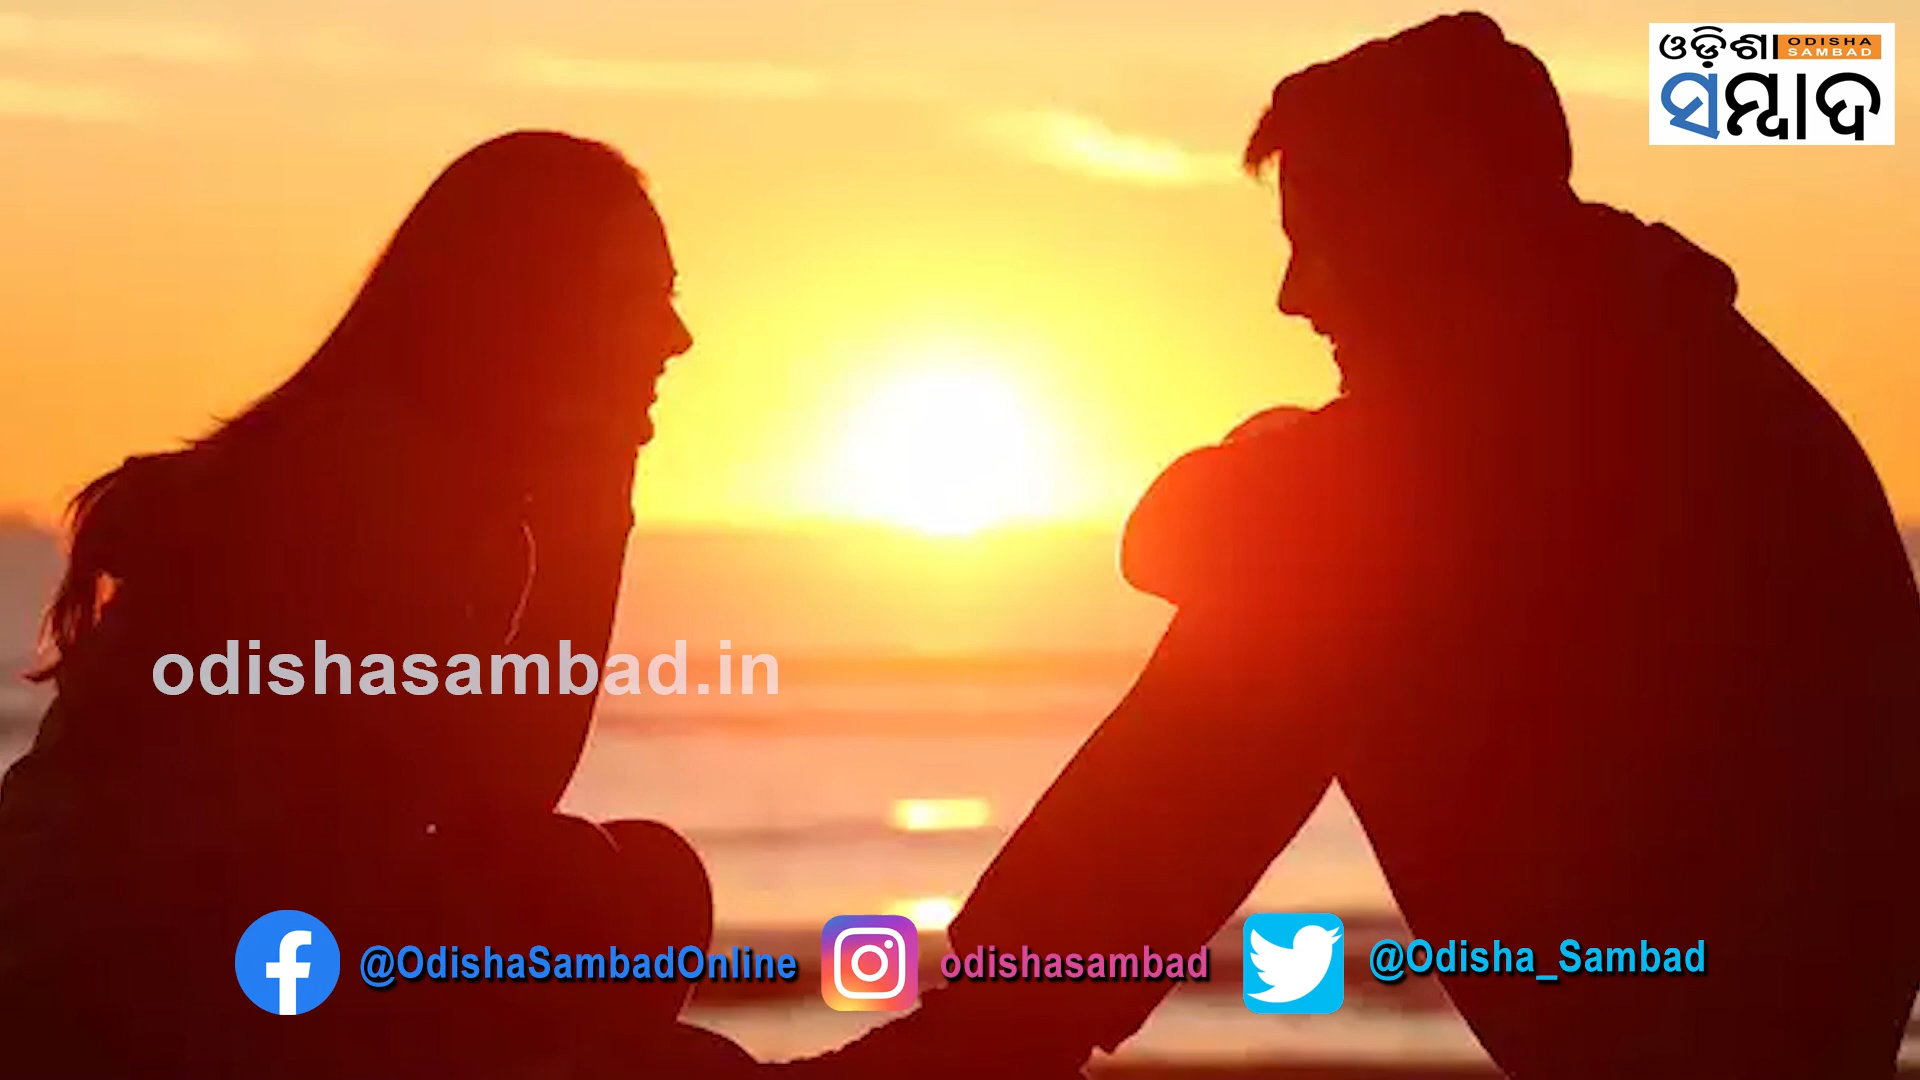 ଓଡ଼ିଶା ODISHA
SAMBAD
ସମ୍ବାଦ
odishasambad.in
@OdishaSambadOnline odishasambad @Odisha_Sambad